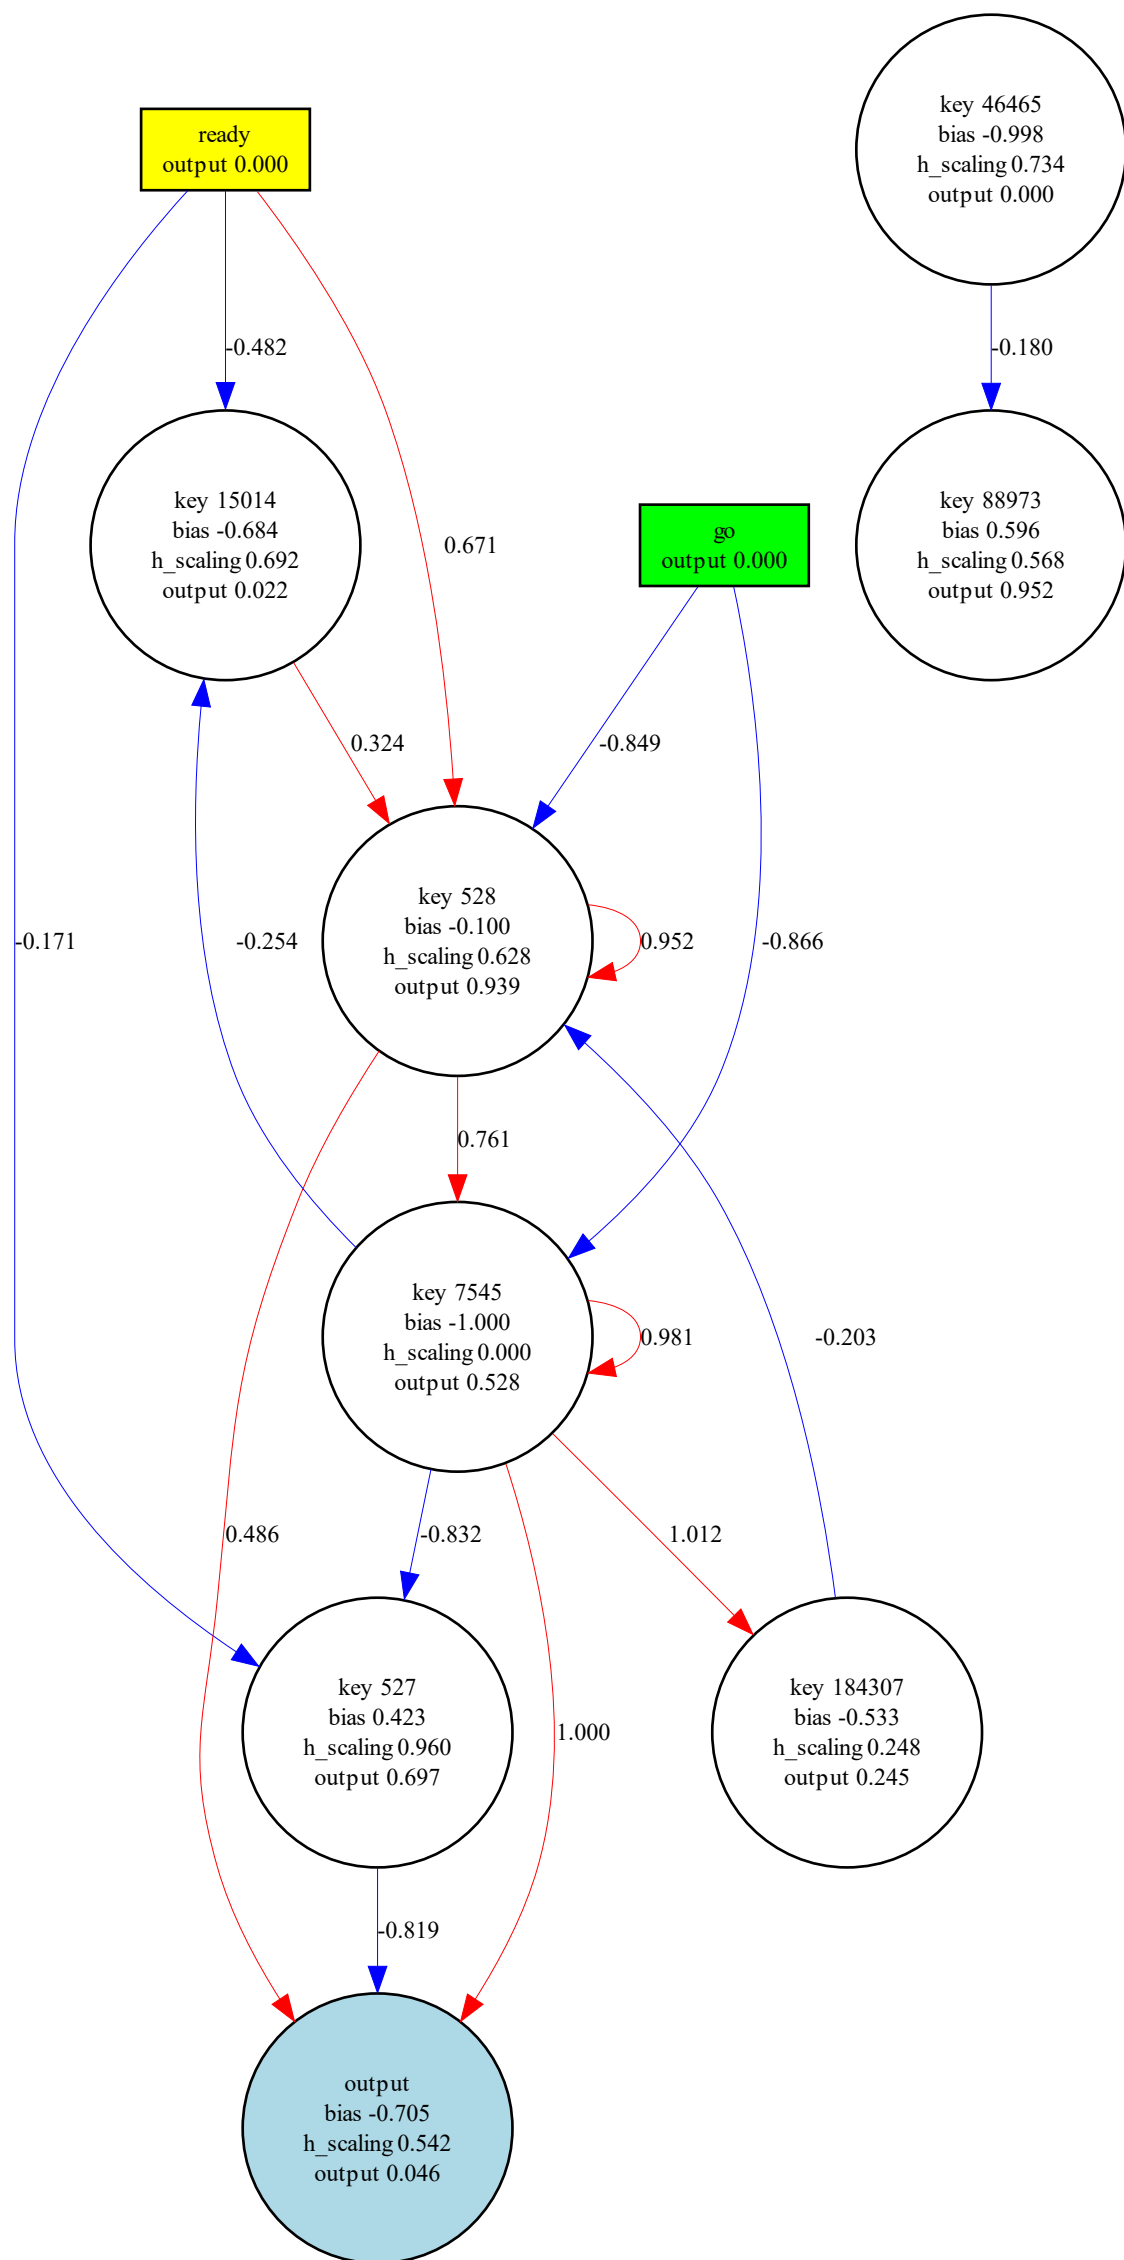 key 46465
bias -0.998
h_scaling 0.734
output 0.000
ready
output 0.000
-0.482
-0.180
key 15014
bias -0.684
h_scaling 0.692
output 0.022
0.671
go
output 0.000
key 88973
bias 0.596
h_scaling 0.568
output 0.952
0.324
-0.849
-0.171
-0.254
key 528
bias -0.100
h_scaling 0.628
output 0.939
0.952
-0.866
0.761
key 7545
bias -1.000
h_scaling 0.000
output 0.528
0.981
-0.203
0.486
-0.832
1.012
key 527
bias 0.423
h_scaling 0.960
output 0.697
1.000
key 184307
bias -0.533
h_scaling 0.248
output 0.245
-0.819
output
bias -0.705
h_scaling 0.542
output 0.046